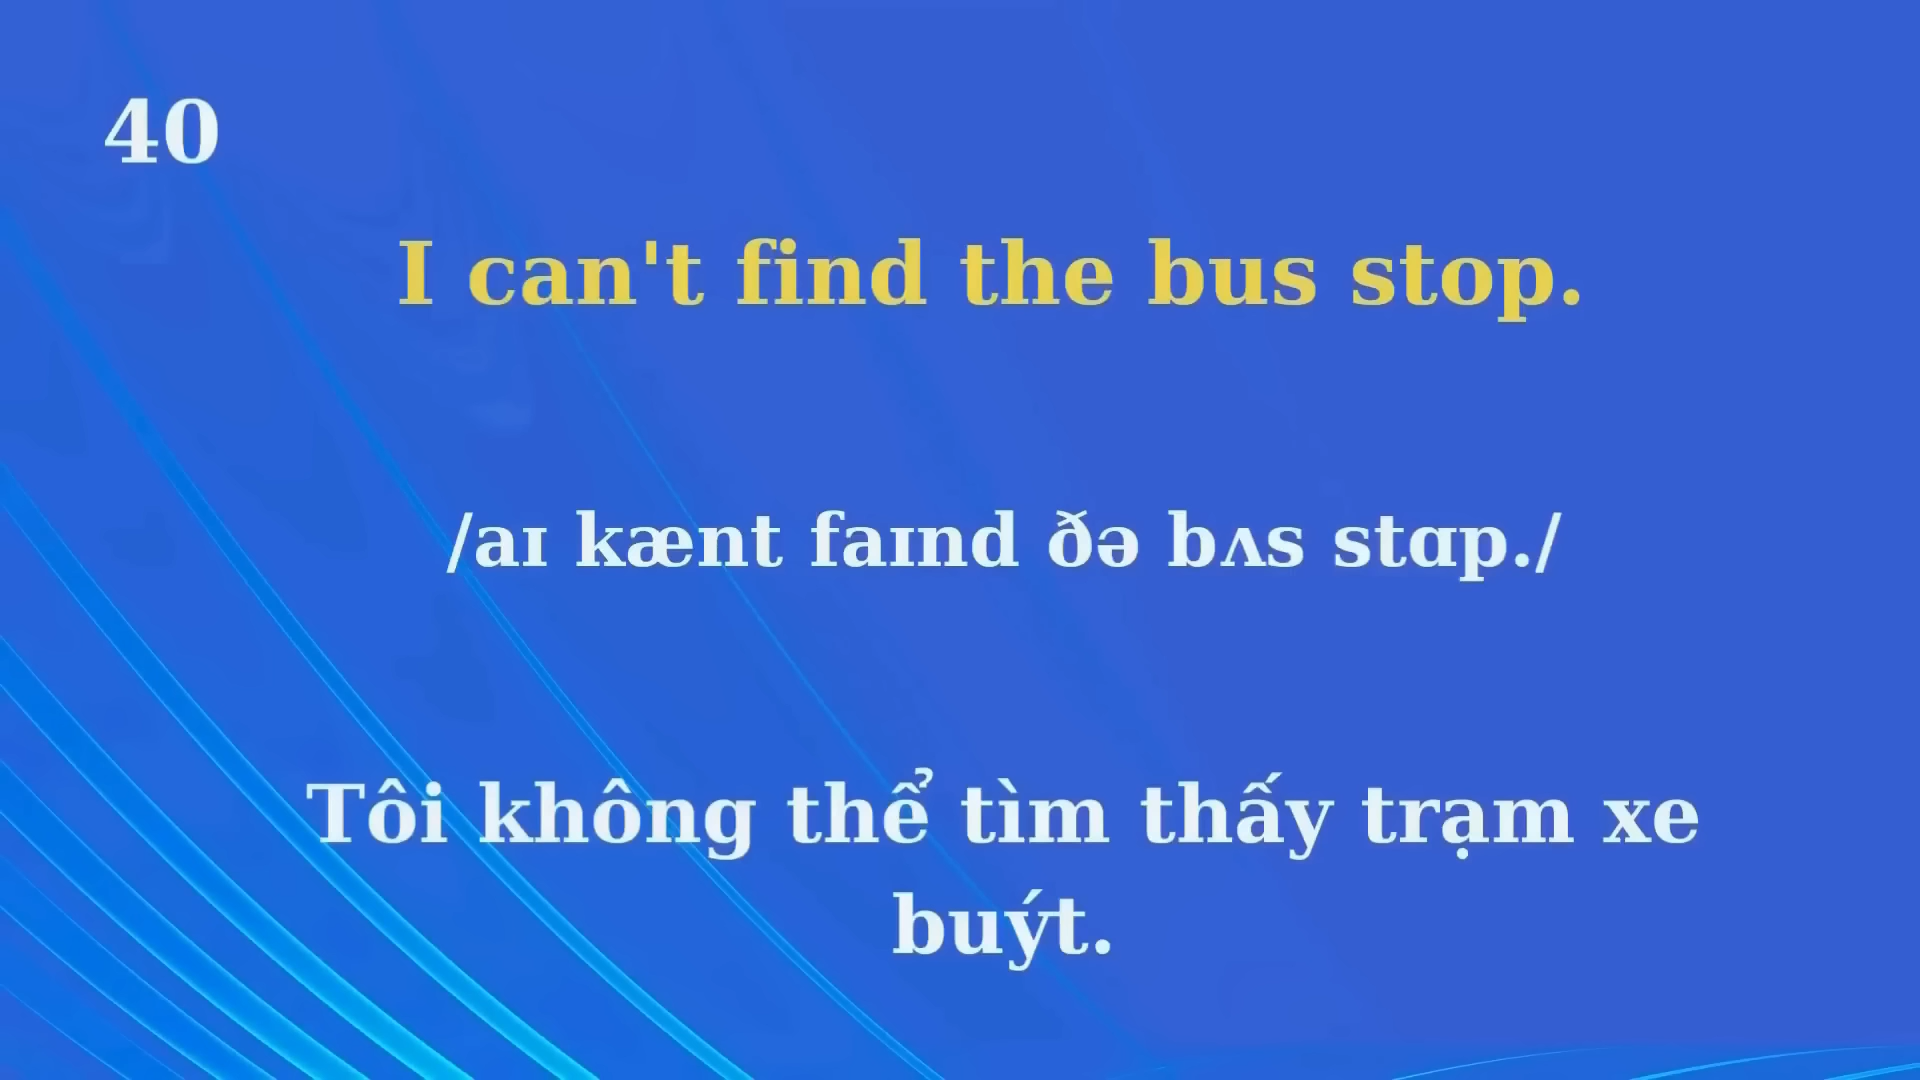 40
I can't find the bus stop.
/aɪ kænt faɪnd ðə bʌs stɑp./
Tôi không thể tìm thấy trạm xe
buýt.